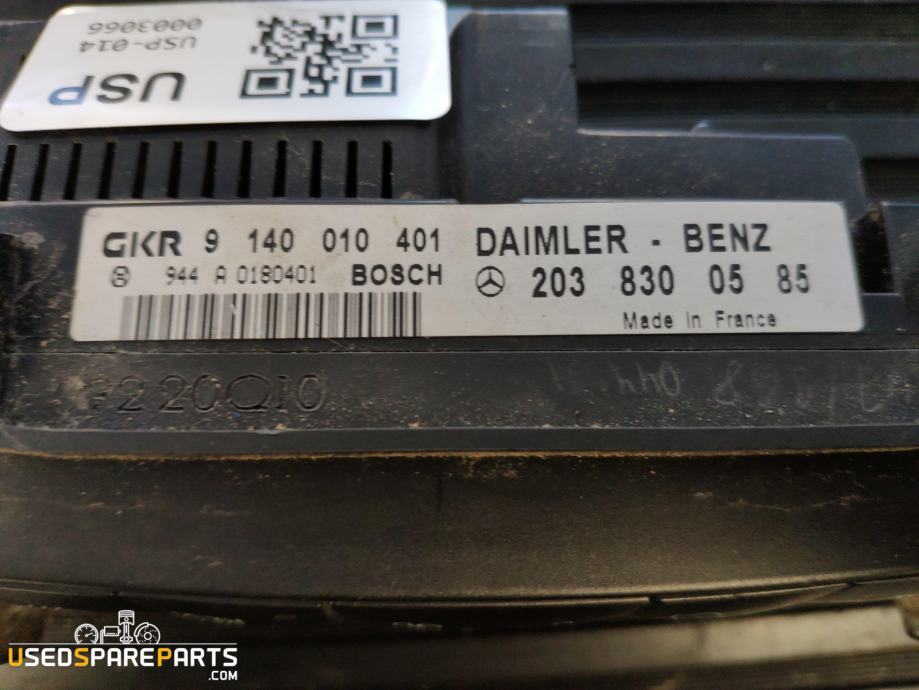 USP-014
0003066
USP
GKR 9 140 010 401 DAIMLER - BENZ
944 A 0180401 BOSCH 203 830 05 85
Made in France
220Q10
USEDSPAREPARTS
.COM